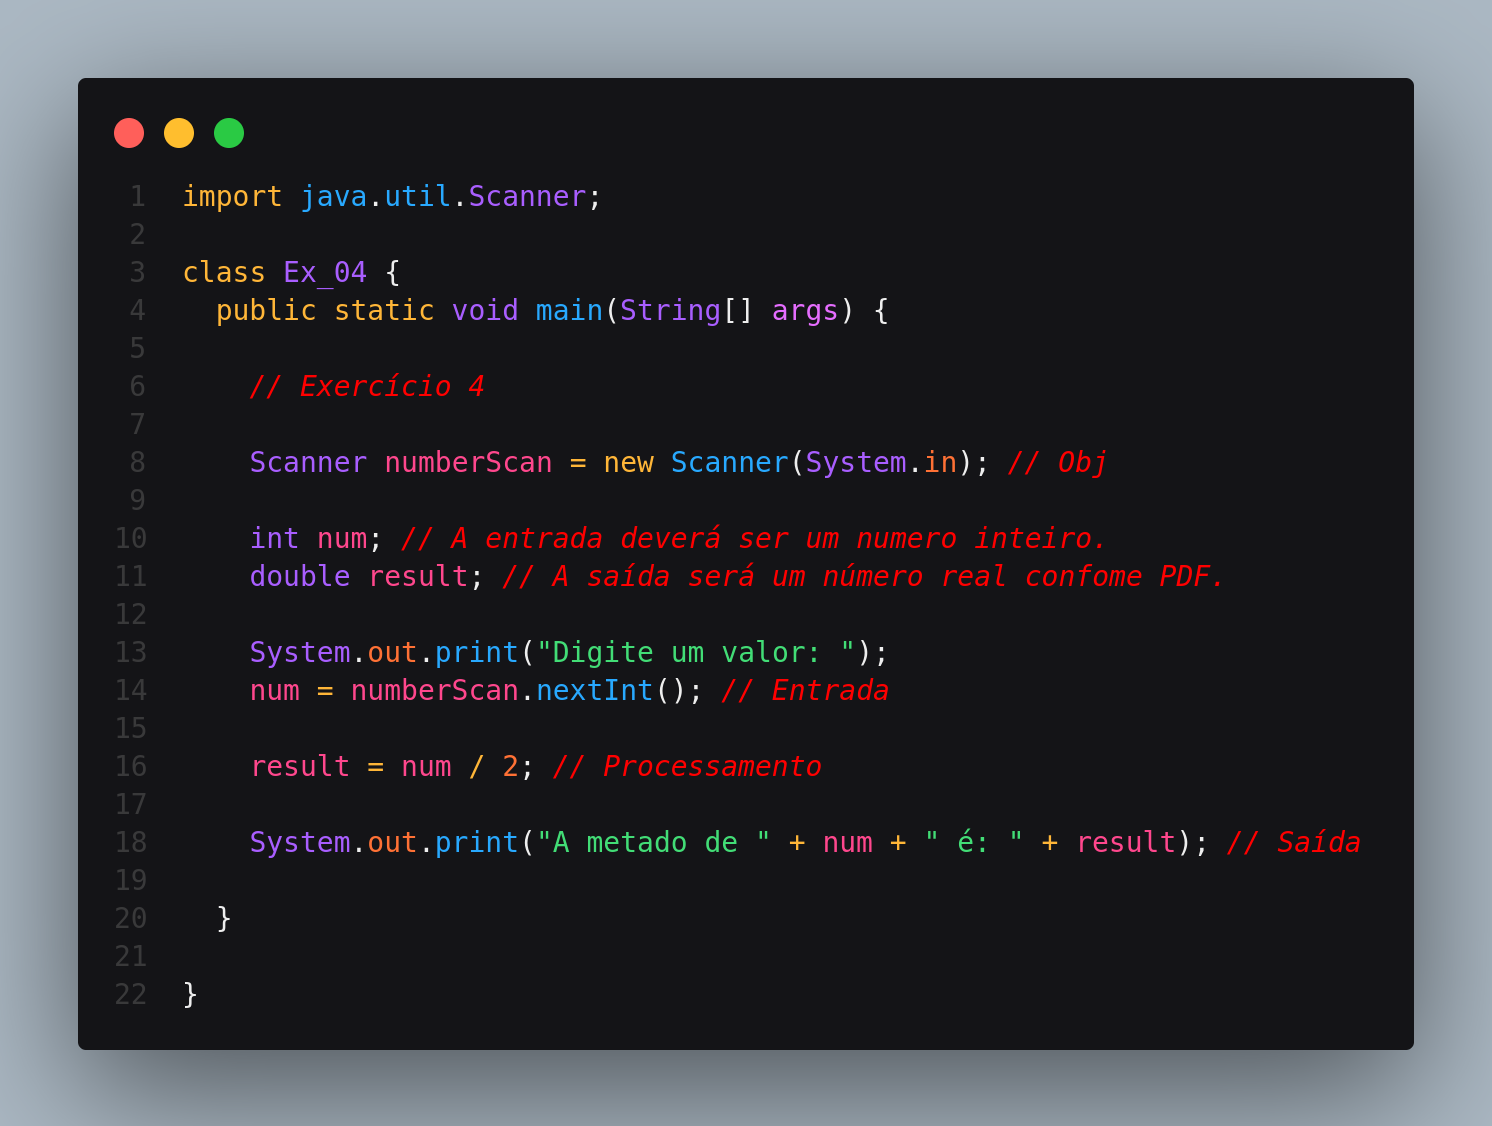 1 import java.util.Scanner;
2
3 class Ex_04 {
4 public static void main(String[] args) {
5
6 // Exercício 4
7
8 Scanner numberScan = new Scanner(System.in); // Obj
9
10 int num; // A entrada deverá ser um numero inteiro.
11 double result; // A saída será um número real confome PDF.
12
13 System.out.print("Digite um valor: ");
14 num = numberScan.nextInt(); // Entrada
15
16 result = num / 2; // Processamento
17
18 System.out.print("A metado de " + num + " é: " + result); // Saída
19
20 }
21
22 }